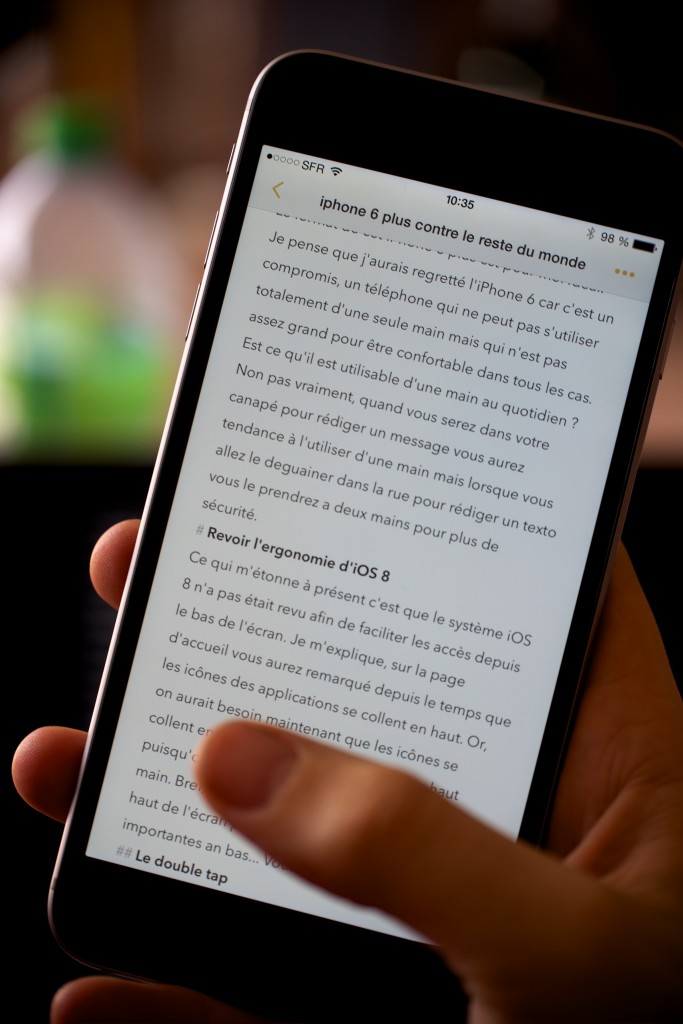 SFR
10:35
98 %
iphone 6 plus contre le reste du monde
Je pense que j'aurais regretté l'iPhone 6 car c'est un
compromis, un téléphone qui ne peut pas s'utiliser
totalement d'une seule main mais qui n'est pas
assez grand pour être confortable dans tous les cas.
Est ce qu'il est utilisable d'une main au quotidien ?
Non pas vraiment, quand vous serez dans votre
canapé pour rédiger un message vous aurez
tendance à l'utiliser d'une main mais lorsque vous
allez le deguainer dans la rue pour rédiger un texto
vous le prendrez a deux mains pour plus de
sécurité.
# Revoir l'ergonomie d'iOS 8
Ce qui m'étonne à présent c'est que le système iOS
8 n'a pas était revu afin de faciliter les accès depuis
le bas de l'écran. Je m'explique, sur la page
d'accueil vous aurez remarqué depuis le temps que
les icônes des applications se collent en haut. Or,
on aurait besoin maintenant que les icônes se
collent haut
main.
haut de l'écran
importantes an bas...
## Le double tap